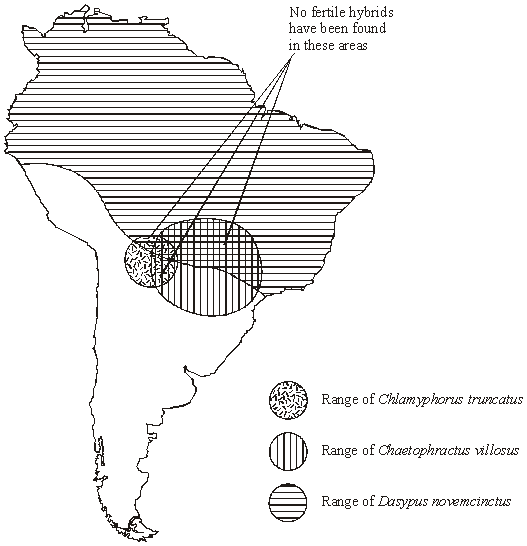 No fertile hybrids
have been found
in these areas
Range of Chlamyphorus truncatus
Range of Chaetophractus villosus
Range of Dasypus novemcinctus